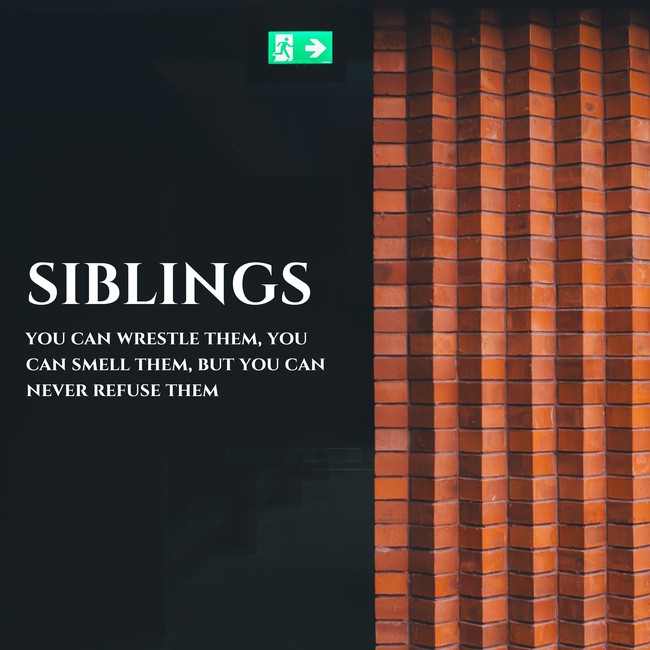 SIBLINGS
YOU CAN WRESTLE THEM, YOU
CAN SMELL THEM, BUT YOU CAN
NEVER REFUSE THEM